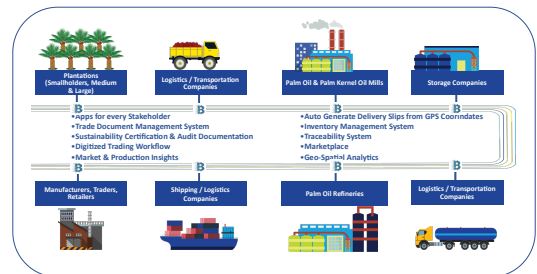 Plantations
(Smallholders, Medium
& Large)
Logistics / Transportation
Companies
Palm Oil & Palm Kernel Oil Mills
Storage Companies
•Apps for every Stakeholder
•Trade Document Management System
•Sustainability Certification & Audit Documentation
•Digitized Trading Workflow
•Market & Production Insights
•Auto Generate Delivery Slips from GPS Coordinates
•Inventory Management System
•Traceability System
•Marketplace
•Geo-Spatial Analytics
Manufacturers, Traders,
Retailers
Shipping / Logistics
Companies
Palm Oil Refineries
Logistics / Transportation
Companies